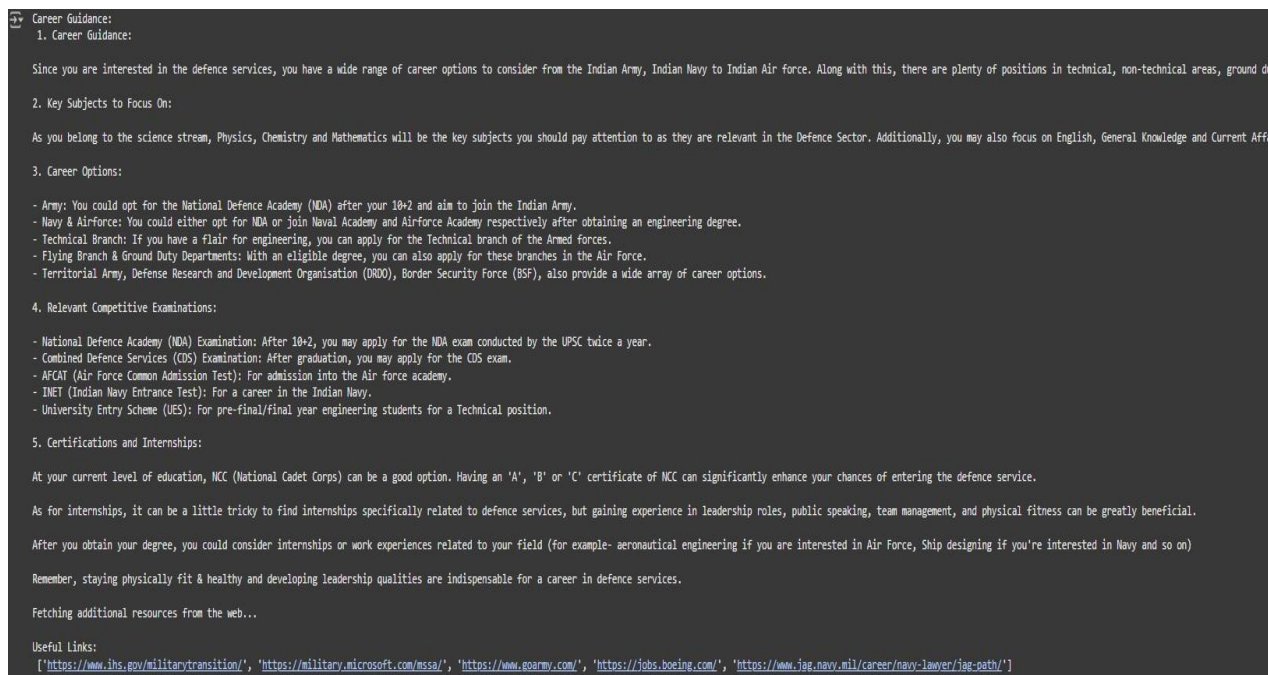 Career Guidance:
1. Career Guidance:
Since you are interested in the defence services, you have a wide range of career options to consider from the Indian Army, Indian Navy to Indian Air force. Along with this, there are plenty of positions in technical, non-technical areas, ground
2. Key Subjects to Focus On:
As you belong to the science stream, Physics, Chemistry and Mathematics will be the key subjects you should pay attention to as they are relevant in the Defence Sector. Additionally, you may also focus on English, General Knowledge and Current
3. Career Options:
- Army: You could opt for the National Defence Academy (NDA) after your 10+2 and aim to join the Indian Army.
- Navy & Airforce: You could either opt for NDA or join Naval Academy and Airforce Academy respectively after obtaining an engineering degree.
- Technical Branch: If you have a flair for engineering, you can apply for the Technical branch of the Armed forces.
- Flying Branch & Ground Duty Departments: With an eligible degree, you can also apply for these branches in the Air Force.
- Territorial Army, Defense Research and Development Organisation (DRDO), Border Security Force (BSF), also provide a wide array of career options.
4. Relevant Competitive Examinations:
- National Defence Academy (NDA) Examination: After 10+2, you may apply for the NDA exam conducted by the UPSC twice a year.
- Combined Defence Services (CDS) Examination: After graduation, you may apply for the CDS exam.
- AFCAT (Air Force Common Admission Test): For admission into the Air force academy.
- INET (Indian Navy Entrance Test): For a career in the Indian Navy.
- University Entry Scheme (UES): For pre-final/final year engineering students for a Technical position.
5. Certifications and Internships:
At your current level of education, NCC (National Cadet Corps) can be a good option. Having an 'A', 'B' or 'C' certificate of NCC can significantly enhance your chances of entering the defence service.
As for internships, it can be a little tricky to find internships specifically related to defence services, but gaining experience in leadership roles, public speaking, team management, and physical fitness can be greatly beneficial.
After you obtain your degree, you could consider internships or work experiences related to your field (for example- aeronautical engineering if you are interested in Air Force, Ship designing if you're interested in Navy and so on)
Remember, staying physically fit & healthy and developing leadership qualities are indispensable for a career in defence services.
Fetching additional resources from the web...
Useful Links:
['https://www.ihs.gov/militarytransition/', 'https://military.microsoft.com/mssa/', 'https://www.goarmy.com/', 'https://jobs.boeing.com/', 'https://www.jag.navy.mil/career/navy-lawyer/jag-path/']